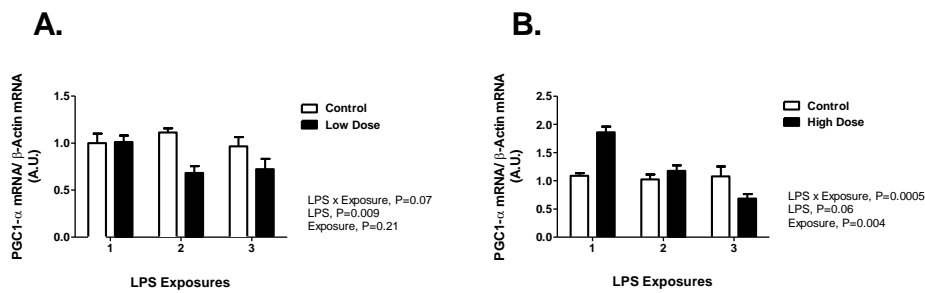 A.
PGC1-α mRNA/ β-Actin mRNA
(A.U.)
1.5
1.0
0.5
0.0
1
2
3
LPS Exposures
Control
Low Dose
LPS x Exposure, P=0.07
LPS, P=0.009
Exposure, P=0.21
B.
PGC1-α mRNA/ β-Actin mRNA
(A.U.)
2.5
2.0
1.5
1.0
0.5
0.0
1
2
3
LPS Exposures
Control
High Dose
LPS x Exposure, P=0.0005
LPS, P=0.06
Exposure, P=0.004